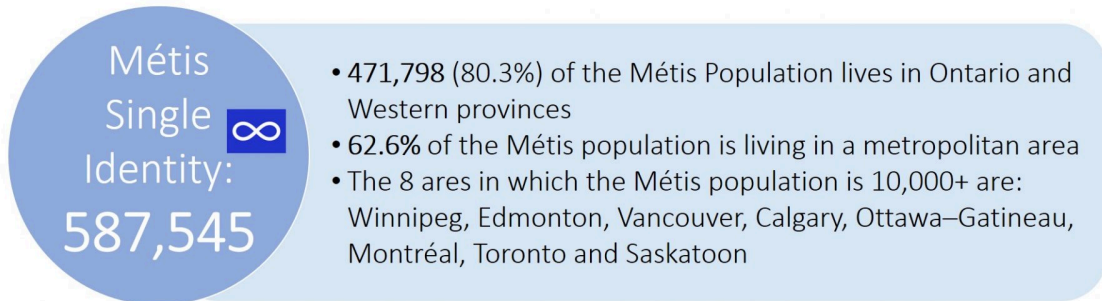 Métis
Single
Identity:
587,545
• 471,798 (80.3%) of the Métis Population lives in Ontario and
Western provinces
• 62.6% of the Métis population is living in a metropolitan area
• The 8 ares in which the Métis population is 10,000+ are:
Winnipeg, Edmonton, Vancouver, Calgary, Ottawa–Gatineau,
Montréal, Toronto and Saskatoon